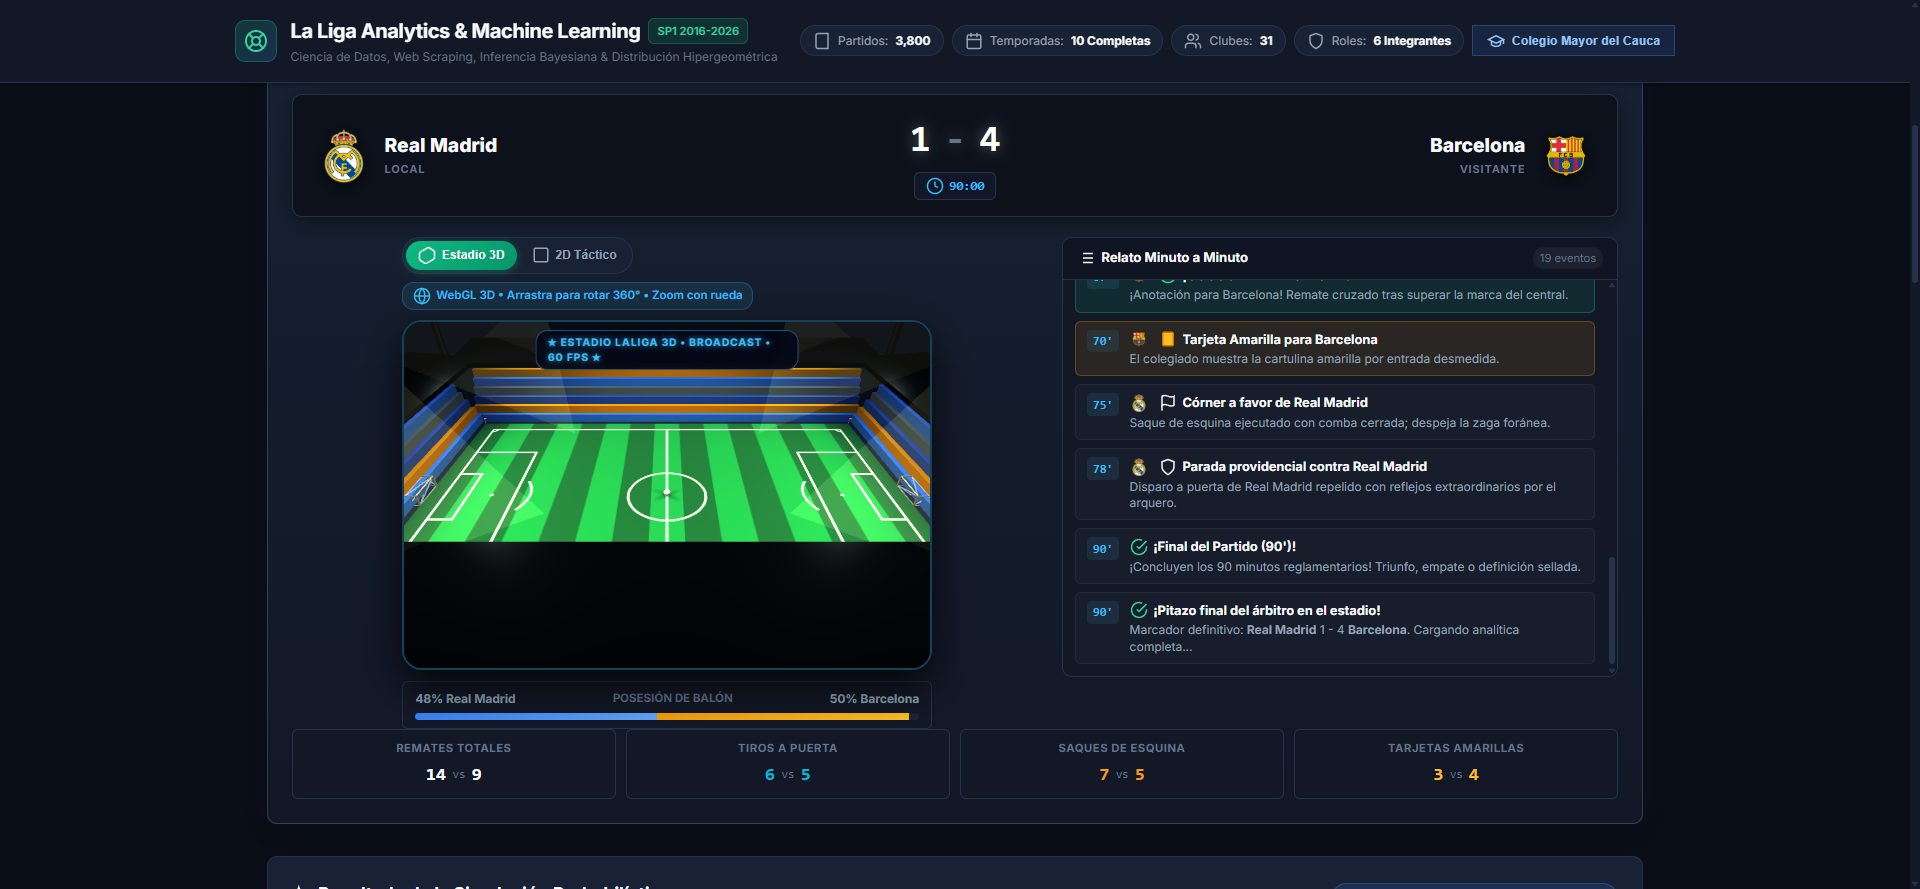 La Liga Analytics & Machine Learning
SP1 2016-2026
Ciencia de Datos, Web Scraping, Inferencia Bayesiana & Distribución Hipergeométrica
Partidos: 3,800
Temporadas: 10 Completas
Clubes: 31
Roles: 6 Integrantes
Colegio Mayor del Cauca
Real Madrid
LOCAL
1 - 4
90:00
Barcelona
VISITANTE
Estadio 3D
2D Táctico
WebGL 3D • Arrastra para rotar 360° • Zoom con rueda
★ ESTADIO LALIGA 3D • BROADCAST •
60 FPS ★
48% Real Madrid
POSESIÓN DE BALÓN
50% Barcelona
Relato Minuto a Minuto
19 eventos
¡Anotación para Barcelona! Remate cruzado tras superar la marca del central.
70'
Tarjeta Amarilla para Barcelona
El colegiado muestra la cartulina amarilla por entrada desmedida.
75'
Córner a favor de Real Madrid
Saque de esquina ejecutado con comba cerrada; despeja la zaga foránea.
78'
Parada providencial contra Real Madrid
Disparo a puerta de Real Madrid repelido con reflejos extraordinarios por el
arquero.
90'
¡Final del Partido (90')!
¡Concluyen los 90 minutos reglamentarios! Triunfo, empate o definición sellada.
90'
¡Pitazo final del árbitro en el estadio!
Marcador definitivo: Real Madrid 1 - 4 Barcelona. Cargando analítica
completa...
REMATES TOTALES
14 vs 9
TIROS A PUERTA
6 vs 5
SAQUES DE ESQUINA
7 vs 5
TARJETAS AMARILLAS
3 vs 4